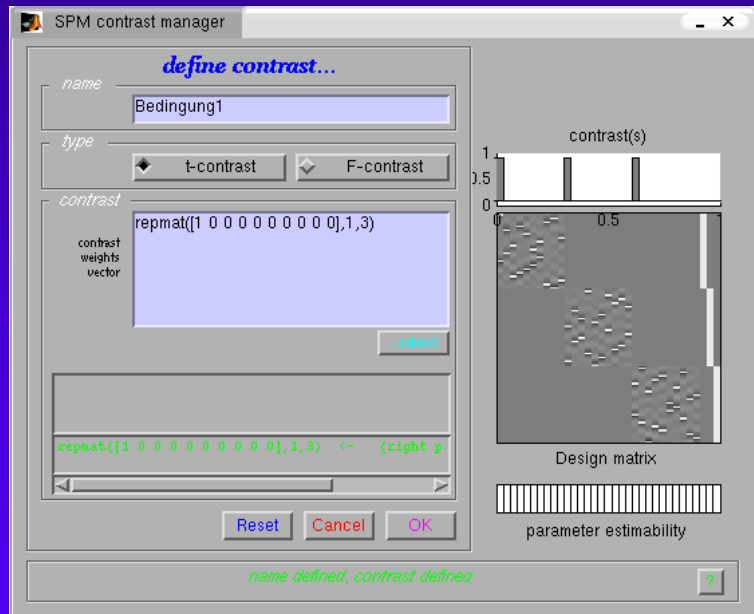 SPM contrast manager
define contrast...
name
Bedingung1
type
t-contrast
F-contrast
contrast
contrast
weights
vector
repmat([1 0 0 0 0 0 0 0 0 0],1,3)
...submit
repmat([1 0 0 0 0 0 0 0 0 0],1,3) <- (right p
Reset
Cancel
OK
contrast(s)
1
0.5
0
0
0.5
Design matrix
parameter estimability
name defined, contrast defined
?